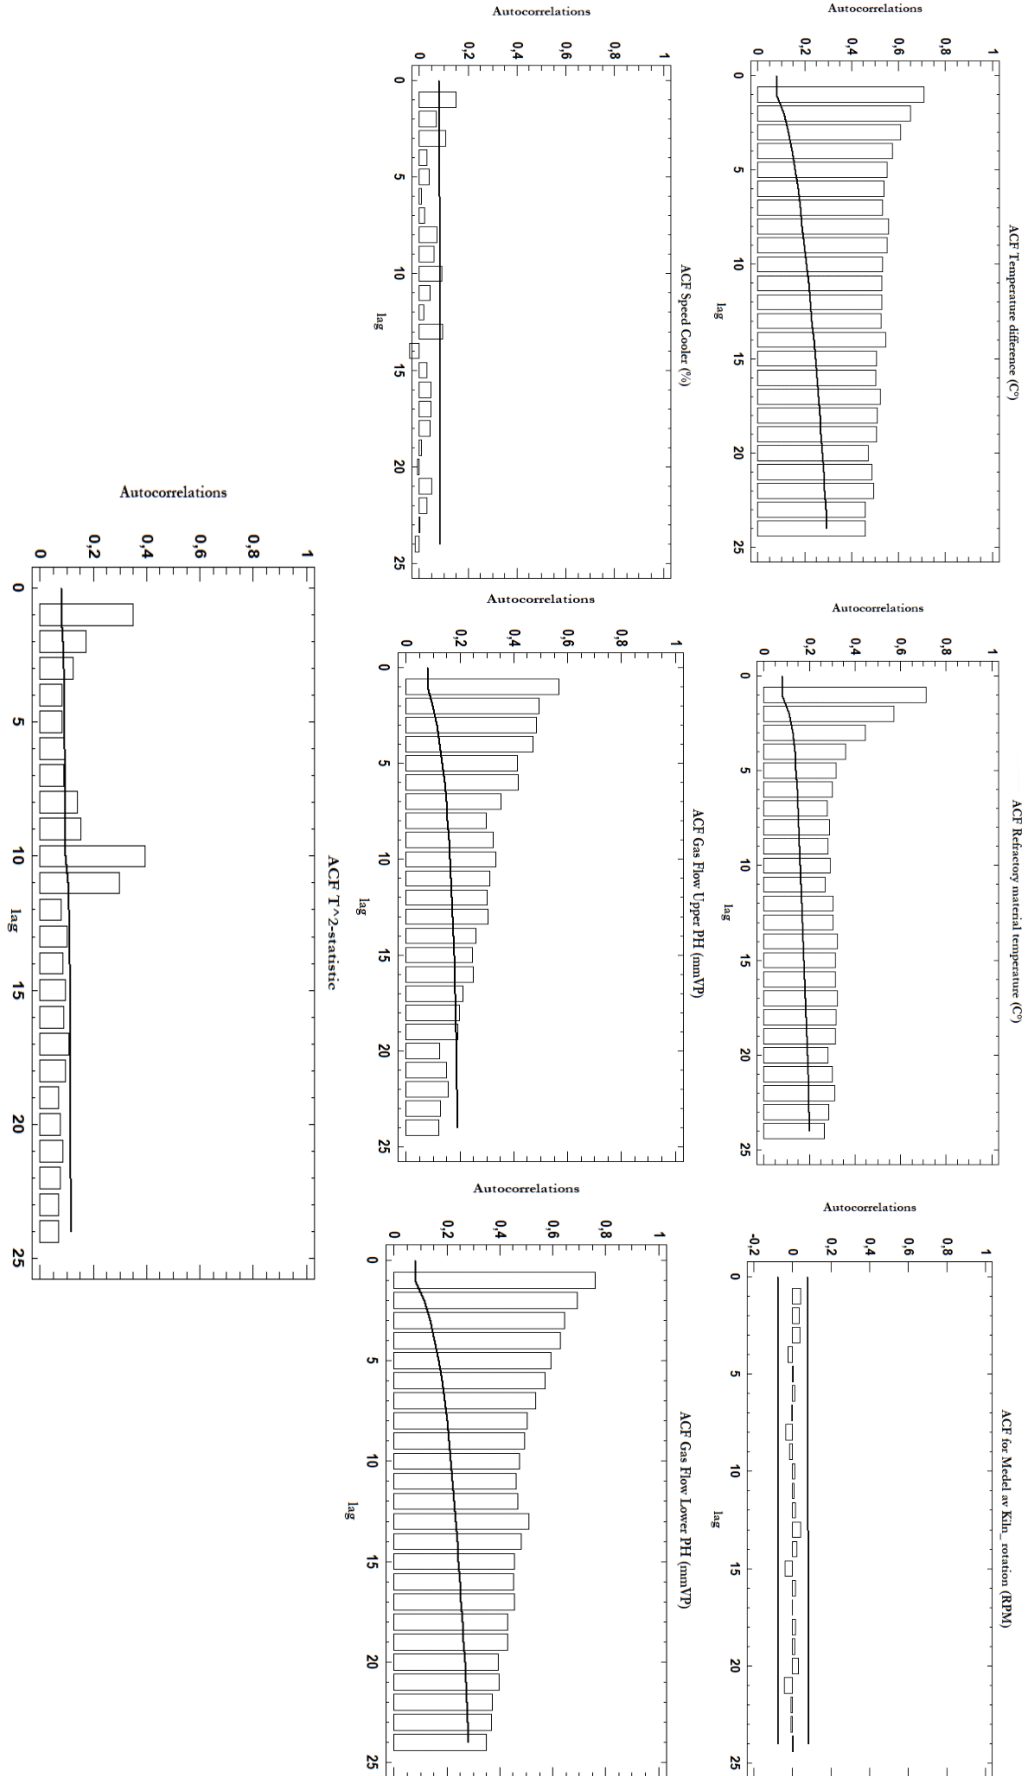 ACF Temperature difference (C°)
Autocorrelations
1
0,8
0,6
0,4
0,2
0
0 5 10 15 20 25
lag
ACF Refractory material temperature (C°)
Autocorrelations
1
0,8
0,6
0,4
0,2
0
0 5 10 15 20 25
lag
ACF for Medel av Kiln_ rotation (RPM)
Autocorrelations
1
0,8
0,6
0,4
0,2
0
-0,2
0 5 10 15 20 25
lag
ACF Speed Cooler (%)
Autocorrelations
1
0,8
0,6
0,4
0,2
0
0 5 10 15 20 25
lag
ACF Gas Flow Upper PH (mmVP)
Autocorrelations
1
0,8
0,6
0,4
0,2
0
0 5 10 15 20 25
lag
ACF Gas Flow Lower PH (mmVP)
Autocorrelations
1
0,8
0,6
0,4
0,2
0
0 5 10 15 20 25
lag
ACF T^2-statistic
Autocorrelations
1
0,8
0,6
0,4
0,2
0
0 5 10 15 20 25
lag